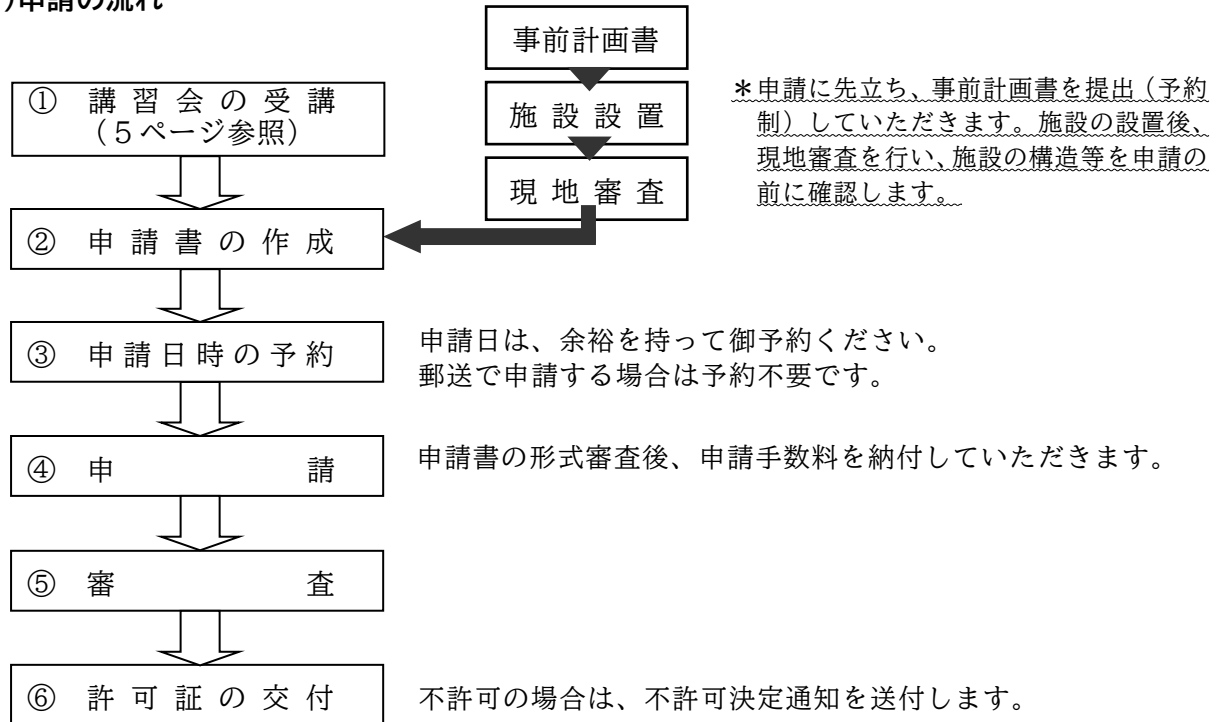 )申請の流れ
事前計画書
施設設置
現地審査
*申請に先立ち、事前計画書を提出(予約
制)していただきます。施設の設置後、
現地審査を行い、施設の構造等を申請の
前に確認します。
① 講習会の受講
(5ページ参照)
② 申請書の作成
③ 申請日時の予約
申請日は、余裕を持って御予約ください。
郵送で申請する場合は予約不要です。
④ 申請
申請書の形式審査後、申請手数料を納付していただきます。
⑤ 審査
⑥ 許可証の交付
不許可の場合は、不許可決定通知を送付します。